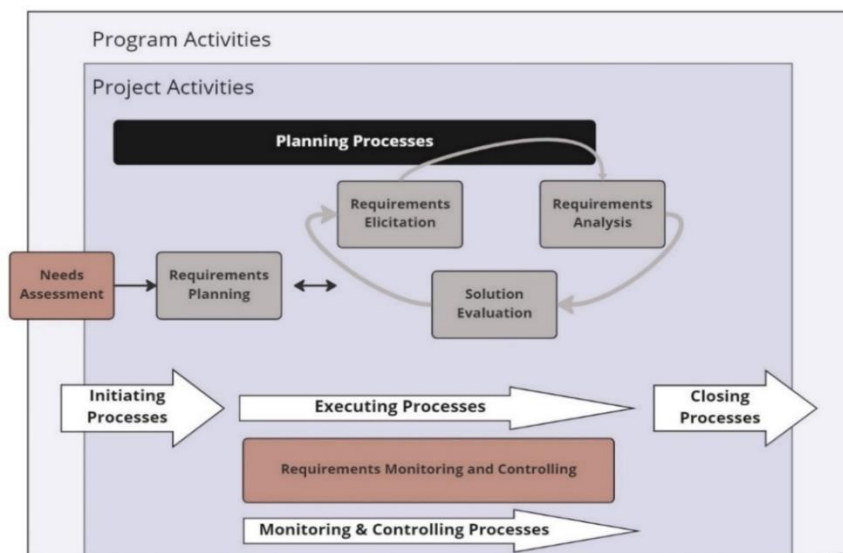 Program Activities
Project Activities
Planning Processes
Requirements
Elicitation
Requirements
Analysis
Needs
Assessment
Requirements
Planning
Solution
Evaluation
Initiating
Processes
Executing Processes
Closing
Processes
Requirements Monitoring and Controlling
Monitoring & Controlling Processes